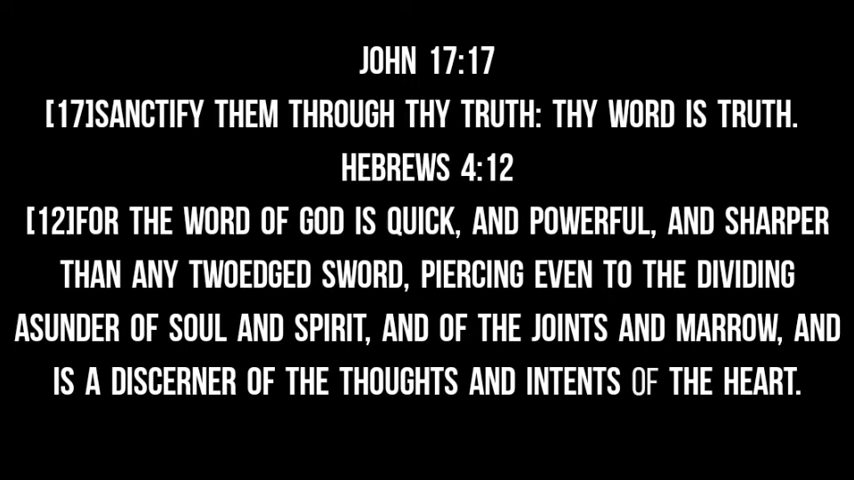 JOHN 17:17
[17]SANCTIFY THEM THROUGH THY TRUTH: THY WORD IS TRUTH.
HEBREWS 4:12
[12]FOR THE WORD OF GOD IS QUICK, AND POWERFUL, AND SHARPER
THAN ANY TWOEDGED SWORD, PIERCING EVEN TO THE DIVIDING
ASUNDER OF SOUL AND SPIRIT, AND OF THE JOINTS AND MARROW, AND
IS A DISCERNER OF THE THOUGHTS AND INTENTS OF THE HEART.